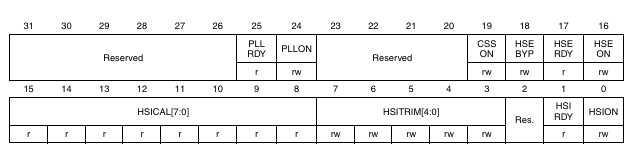 31 30 29 28 27 26 25 24 23 22 21 20 19 18 17 16
Reserved PLL RDY PLLON Reserved CSS ON HSE BYP HSE RDY HSE ON
r rw rw rw r rw
15 14 13 12 11 10 9 8 7 6 5 4 3 2 1 0
HSICAL[7:0] HSITRIM[4:0] Res. HSI RDY HSION
r r r r r r r r rw rw rw rw rw r rw